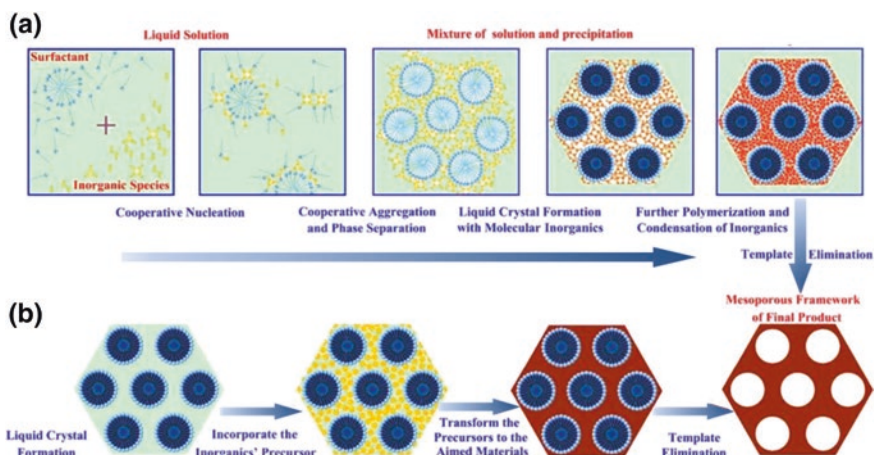 (a)
Liquid Solution
Mixture of solution and precipitation
Surfactant
Inorganic Species
Cooperative Nucleation
Cooperative Aggregation
and Phase Separation
Liquid Crystal Formation
with Molecular Inorganics
Further Polymerization and
Condensation of Inorganics
Template Elimination
Mesoporous Framework
of Final Product
(b)
Liquid Crystal
Formation
Incorporate the
Inorganics' Precursor
Transform the
Precursors to the
Aimed Materials
Template
Elimination